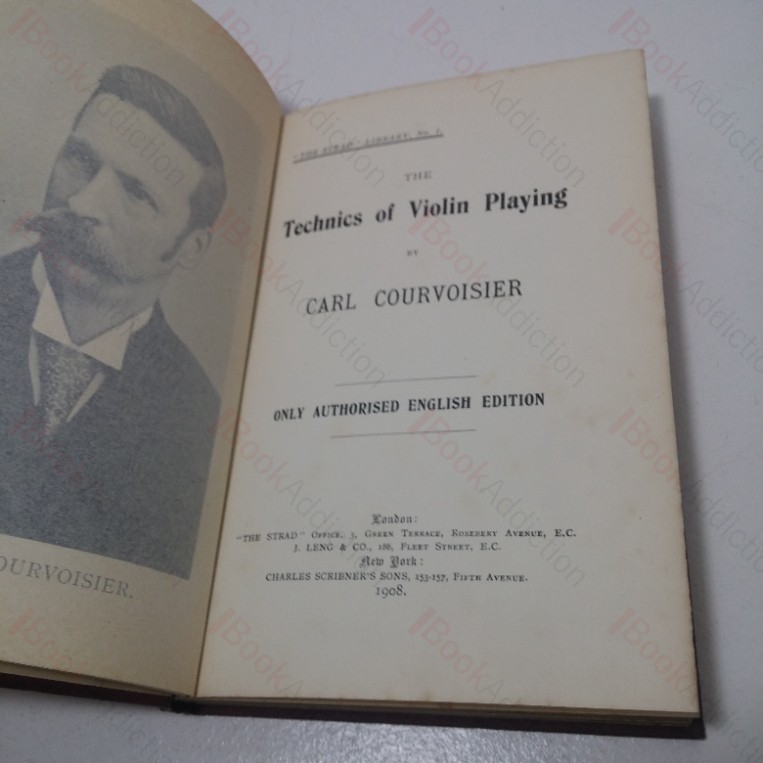 OURVOISIER.
"THE STRAD" LIBRARY, No. I.
THE
Technics of Violin Playing
BY
CARL COURVOISIER
ONLY AUTHORISED ENGLISH EDITION
London:
"THE STRAD" OFFICE, 3, GREEN TERRACE, ROSEBERY AVENUE, E.C.
J. LENG & CO., 186, FLEET STREET, E.C.
New York:
CHARLES SCRIBNER'S SONS, 153-157, FIFTH AVENUE.
1908.
BookAddiction